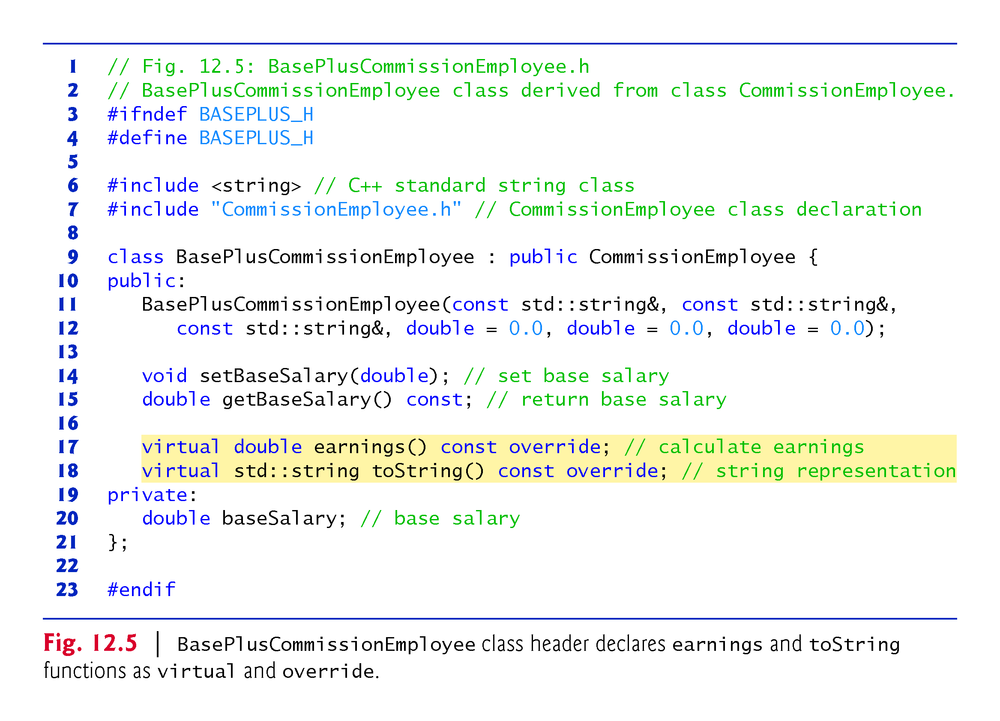 1 // Fig. 12.5: BasePlusCommissionEmployee.h
2 // BasePlusCommissionEmployee class derived from class CommissionEmployee.
3 #ifndef BASEPLUS_H
4 #define BASEPLUS_H
5
6 #include <string> // C++ standard string class
7 #include "CommissionEmployee.h" // CommissionEmployee class declaration
8
9 class BasePlusCommissionEmployee : public CommissionEmployee {
10 public:
11    BasePlusCommissionEmployee(const std::string&, const std::string&,
12       const std::string&, double = 0.0, double = 0.0, double = 0.0);
13
14    void setBaseSalary(double); // set base salary
15    double getBaseSalary() const; // return base salary
16
17    virtual double earnings() const override; // calculate earnings
18    virtual std::string toString() const override; // string representation
19 private:
20    double baseSalary; // base salary
21 };
22
23 #endif
Fig. 12.5 | BasePlusCommissionEmployee class header declares earnings and toString
functions as virtual and override.